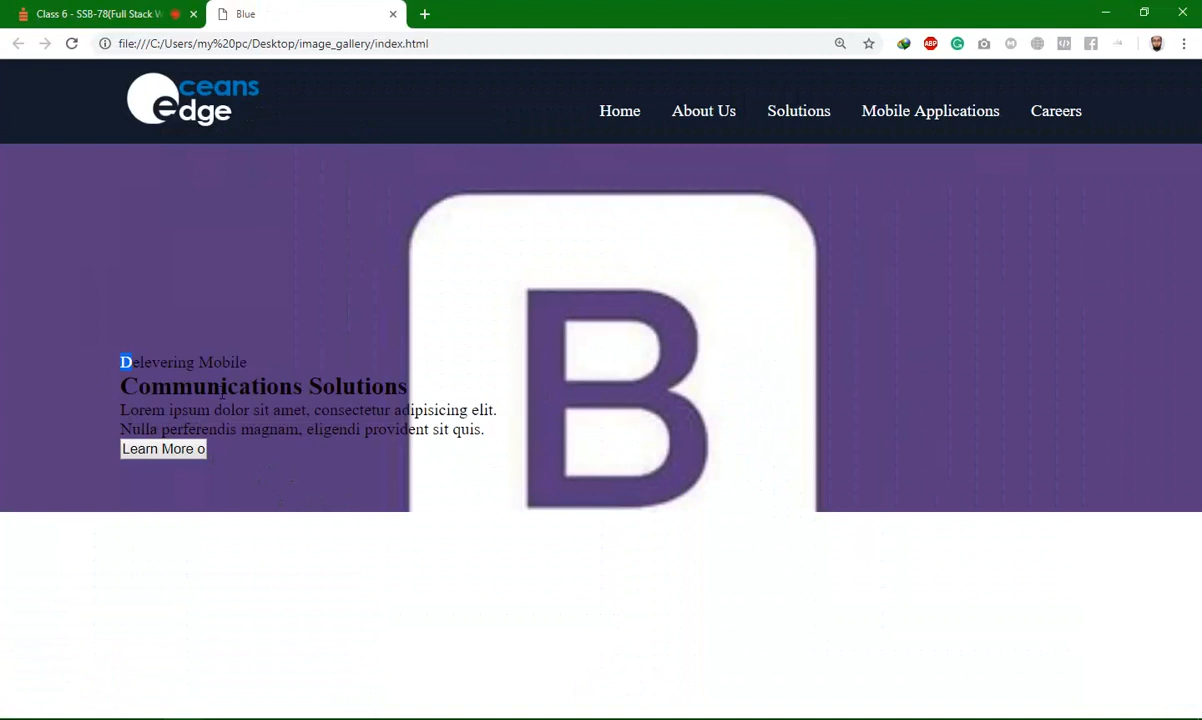 Class 6 - SSB-78(Full Stack W
Blue
file:///C:/Users/my%20pc/Desktop/image_gallery/index.html
ABP
Oceans
edge
Home
About Us
Solutions
Mobile Applications
Careers
B
Delevering Mobile
Communications Solutions
Lorem ipsum dolor sit amet, consectetur adipisicing elit.
Nulla perferendis magnam, eligendi provident sit quis.
Learn More o